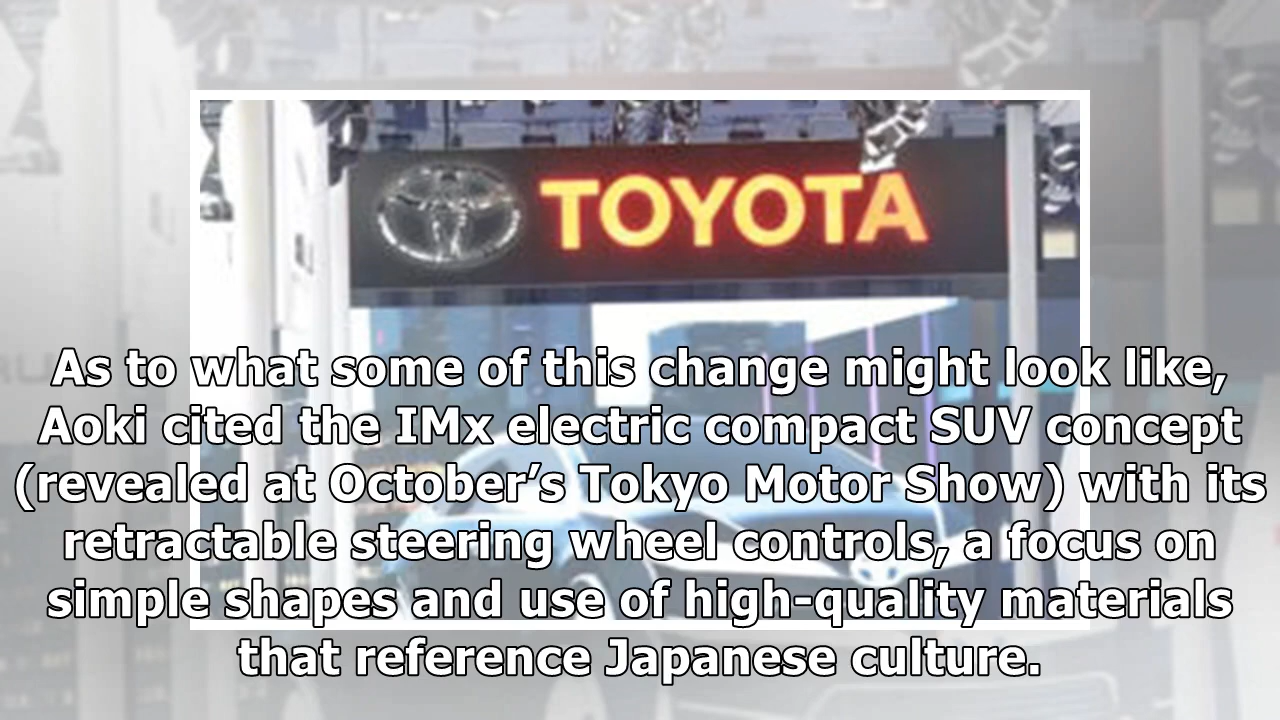 TOYOTA
As to what some of this change might look like,
Aoki cited the IMx electric compact SUV concept
(revealed at October’s Tokyo Motor Show) with its
retractable steering wheel controls, a focus on
simple shapes and use of high-quality materials
that reference Japanese culture.